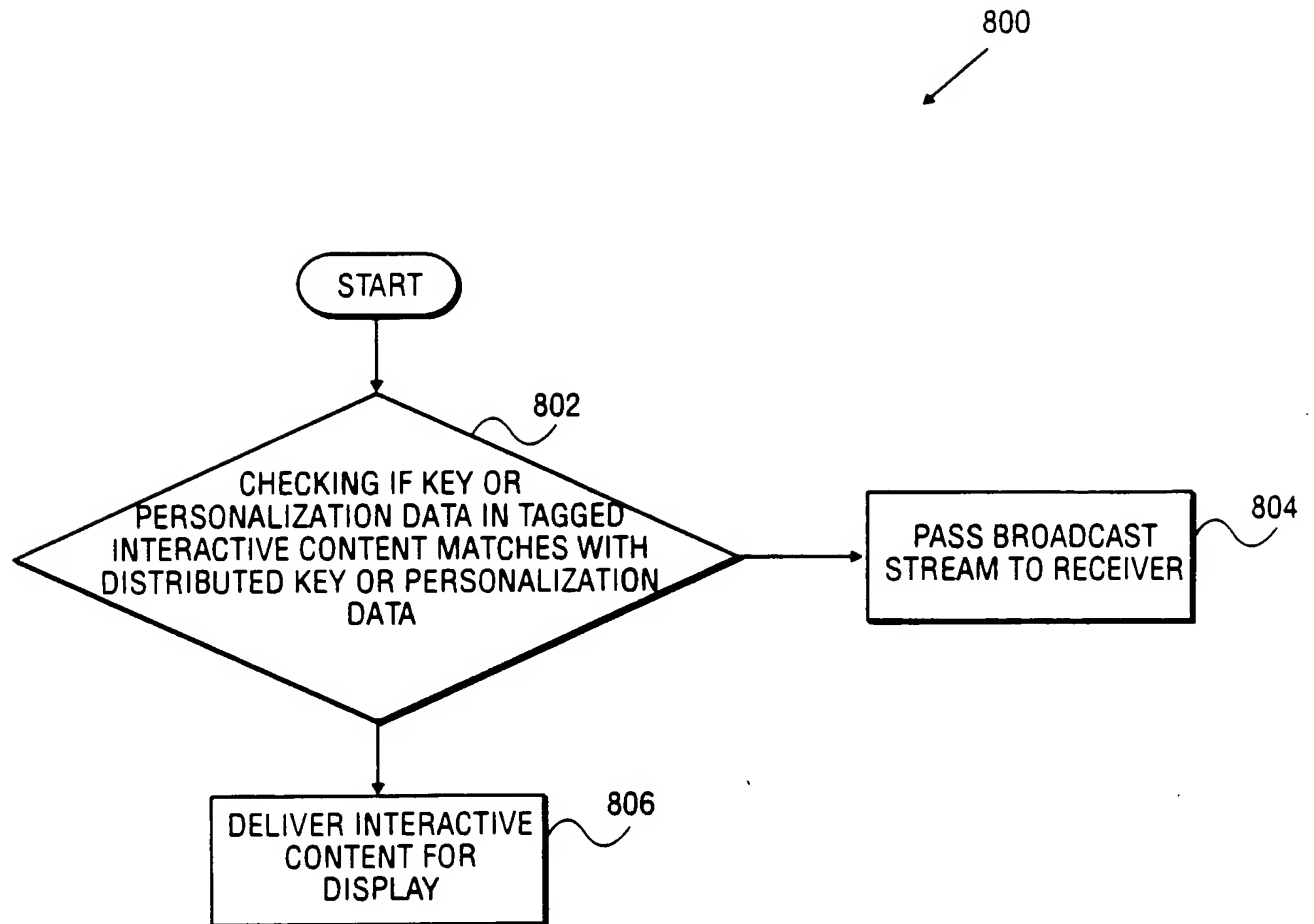 800
START
802
CHECKING IF KEY OR
PERSONALIZATION DATA IN TAGGED
INTERACTIVE CONTENT MATCHES WITH
DISTRIBUTED KEY OR PERSONALIZATION
DATA
804
PASS BROADCAST
STREAM TO RECEIVER
806
DELIVER INTERACTIVE
CONTENT FOR
DISPLAY